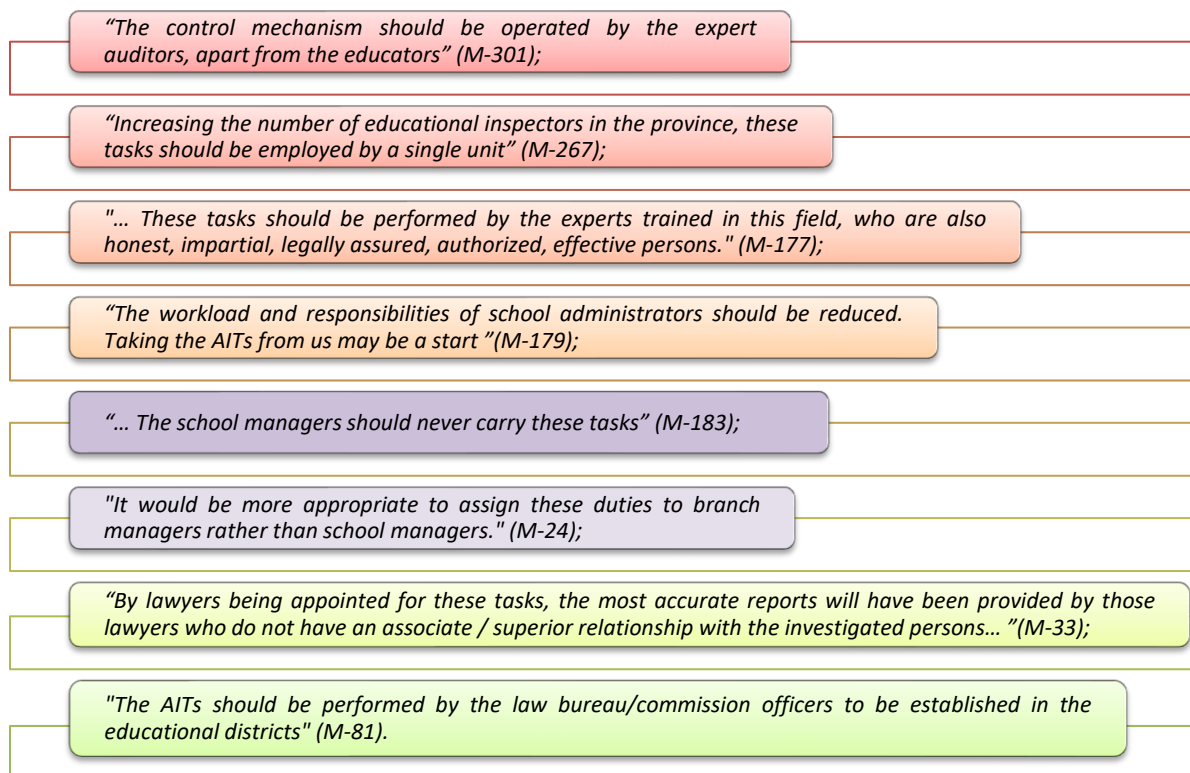 “The control mechanism should be operated by the expert
auditors, apart from the educators” (M-301);
“Increasing the number of educational inspectors in the province, these
tasks should be employed by a single unit” (M-267);
"… These tasks should be performed by the experts trained in this field, who are also
honest, impartial, legally assured, authorized, effective persons." (M-177);
“The workload and responsibilities of school administrators should be reduced.
Taking the AITs from us may be a start ”(M-179);
“… The school managers should never carry these tasks” (M-183);
"It would be more appropriate to assign these duties to branch
managers rather than school managers." (M-24);
“By lawyers being appointed for these tasks, the most accurate reports will have been provided by those
lawyers who do not have an associate / superior relationship with the investigated persons… ”(M-33);
"The AITs should be performed by the law bureau/commission officers to be established in the
educational districts" (M-81).